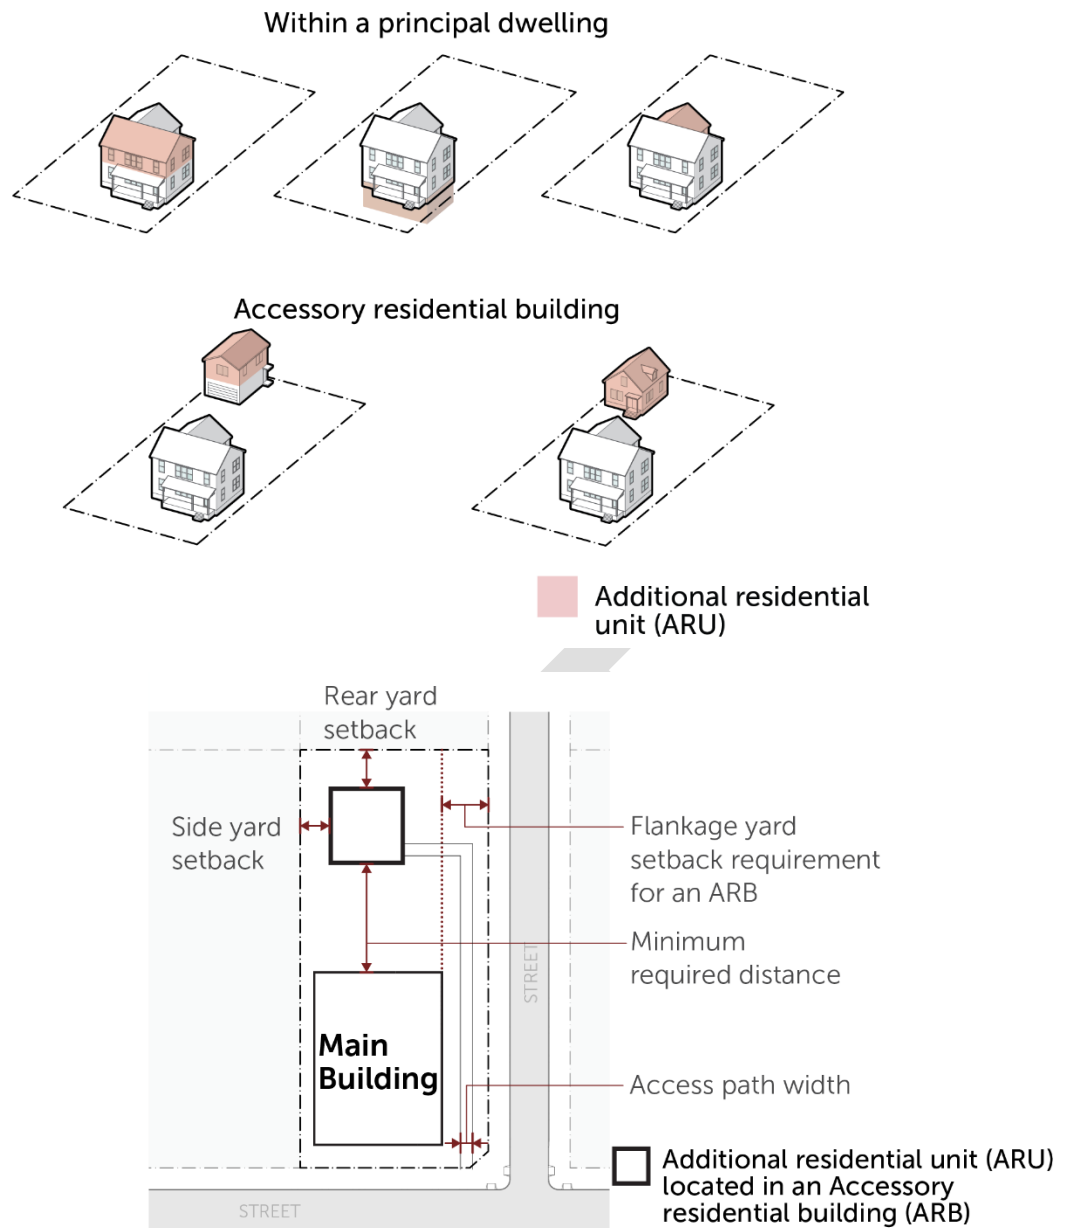 Within a principal dwelling
Accessory residential building
Additional residential
unit (ARU)
Rear yard
setback
Side yard
setback
Flankage yard
setback requirement
for an ARB
Minimum
required distance
STREET
Main
Building
Access path width
Additional residential unit (ARU)
located in an Accessory
residential building (ARB)
STREET